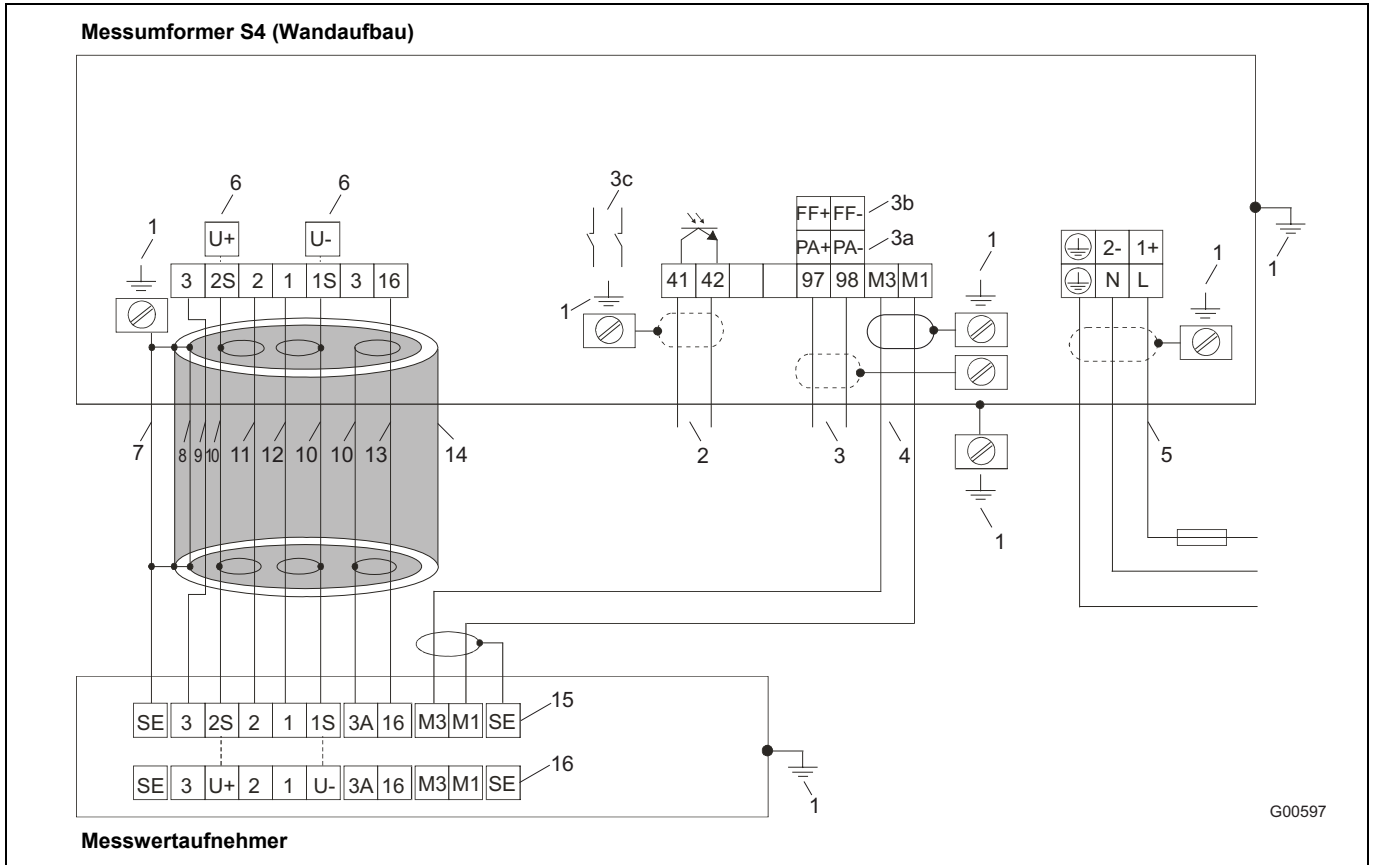 Messumformer S4 (Wandaufbau)
6 6 3c
FF+ FF- 3b
1 U+ U- PA+ PA- 3a 1 2- 1+ 1 1
3 2S 2 1 1S 3 16 41 42 97 98 M3 M1 N L
1
7 8 9 10 11 12 10 10 13 14 2 3 4 5
1
SE 3 2S 2 1 1S 3A 16 M3 M1 SE 15
SE 3 U+ 2 1 U- 3A 16 M3 M1 SE 16
1
G00597
Messwertaufnehmer